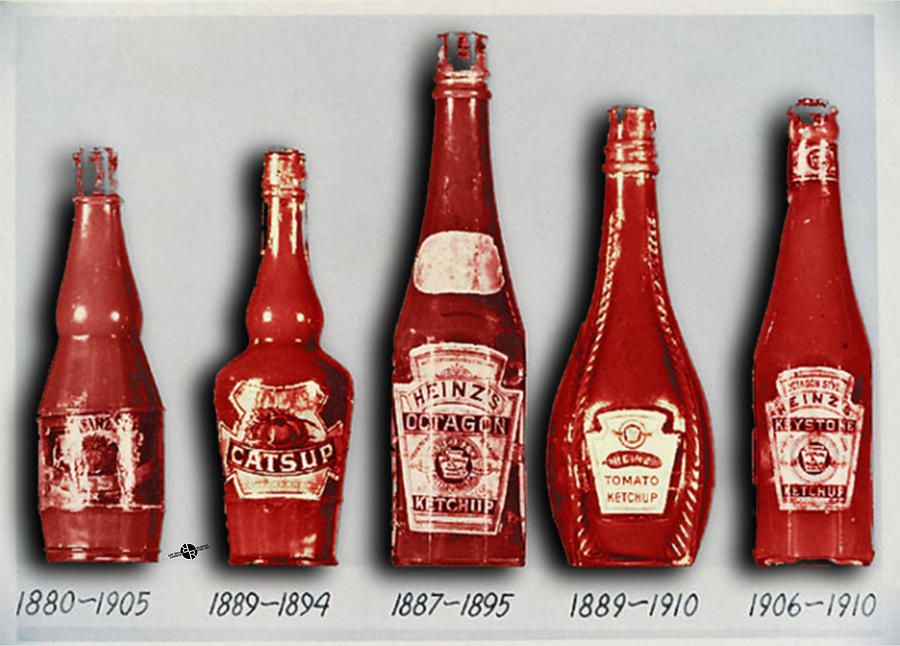 HEINZ'S
CATSUP
HEINZ'S
OCTAGON
KETCHUP
HEINZ
TOMATO
KETCHUP
OCTAGON STYLE
HEINZ'S
KEYSTONE
KETCHUP
1880-1905
1889-1894
1887-1895
1889-1910
1906-1910